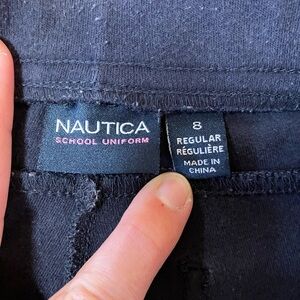 NAUTICA
SCHOOL UNIFORM
8
REGULAR
RÉGULIÈRE
MADE IN
CHINA